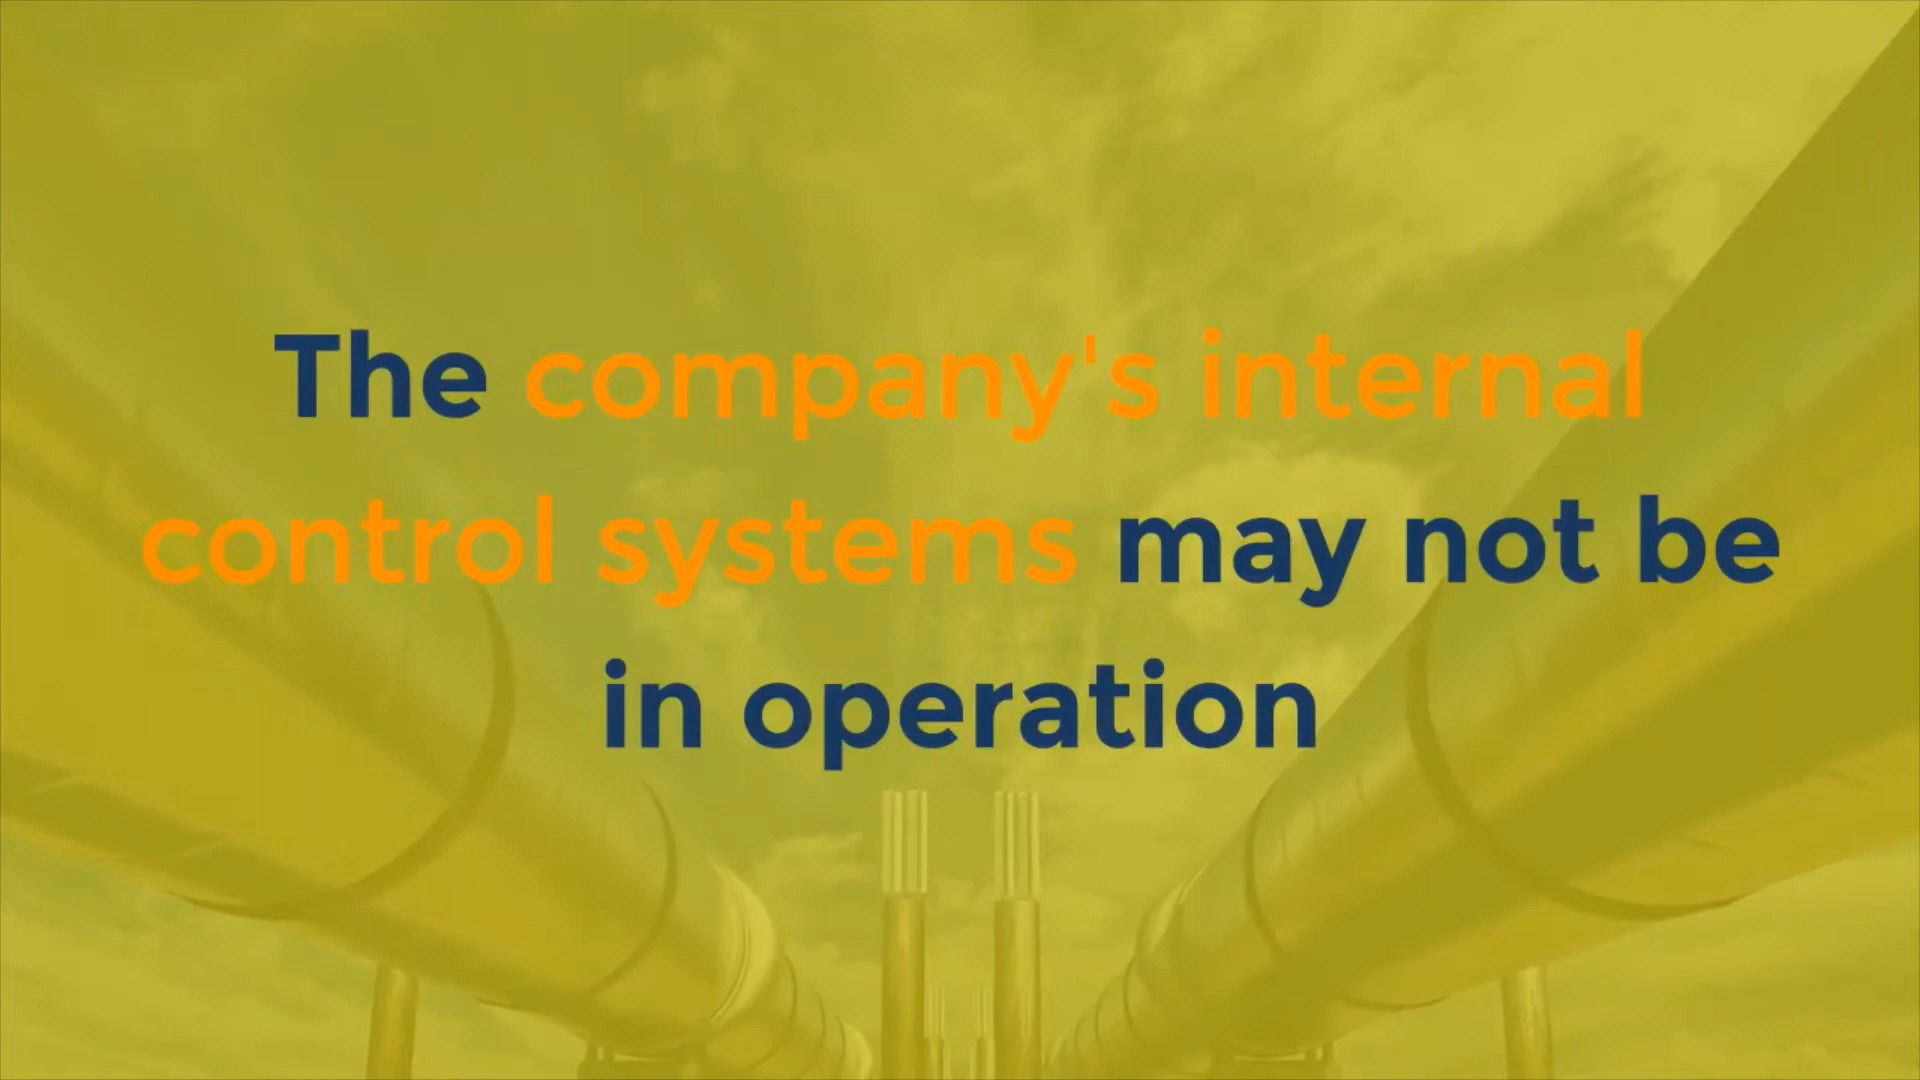 The company's internal
control systems may not be
in operation